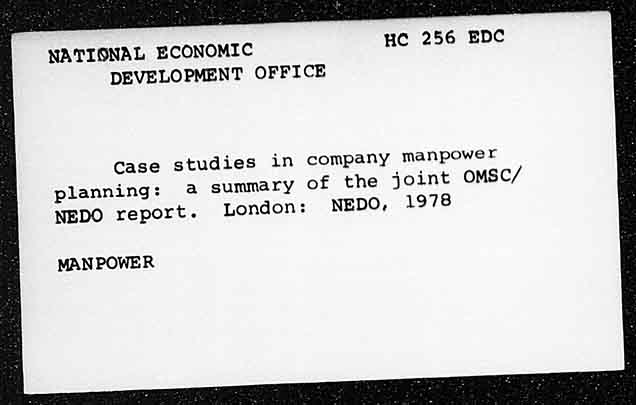 NATIONAL ECONOMIC HC 256 EDC
DEVELOPMENT OFFICE
Case studies in company manpower
planning: a summary of the joint OMSC/
NEDO report. London: NEDO, 1978
MANPOWER